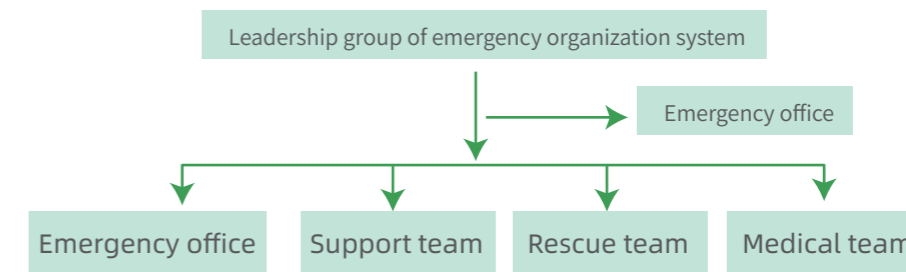 Leadership group of emergency organization system
Emergency office
Emergency office
Support team
Rescue team
Medical team